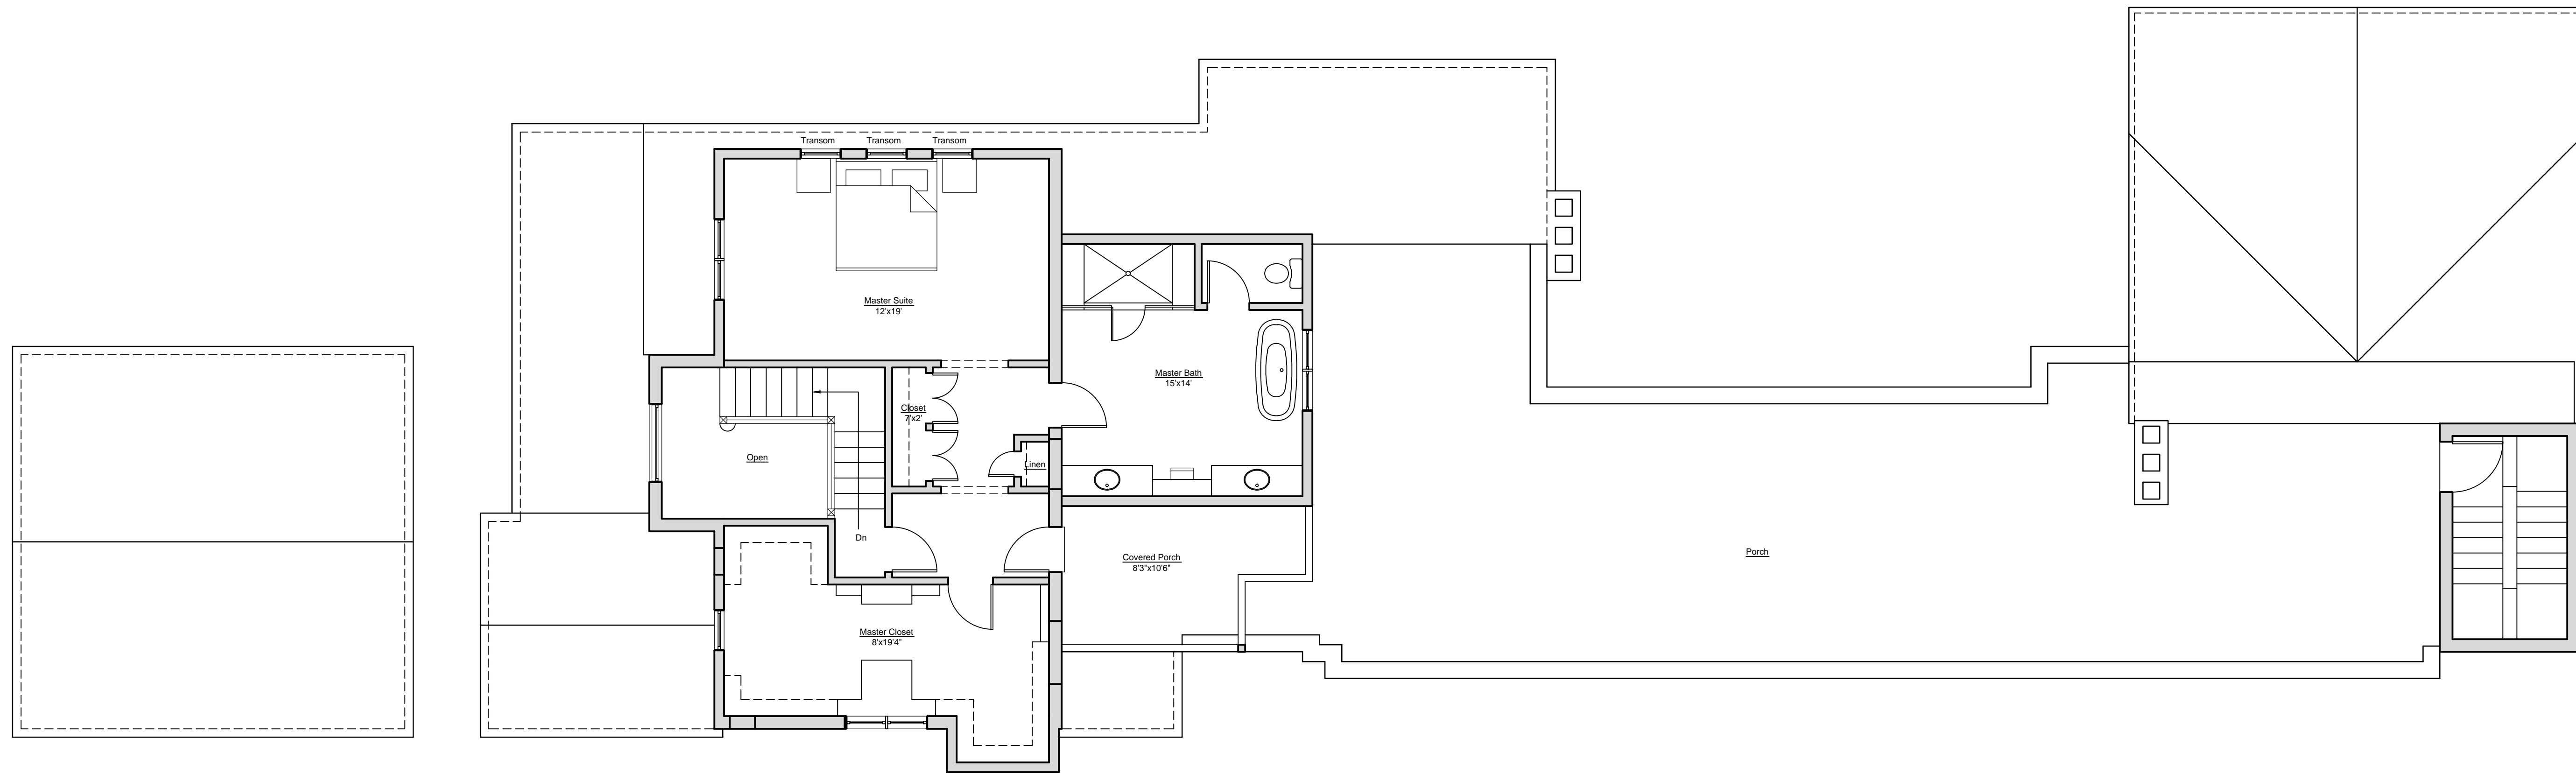 Transom
Transom
Transom
Master Suite
12'x19'
Master Bath
15'x14'
Closet
7'x2'
Open
Linen
Dn
Covered Porch
8'3"x10'6"
Porch
Master Closet
8'x19'4"